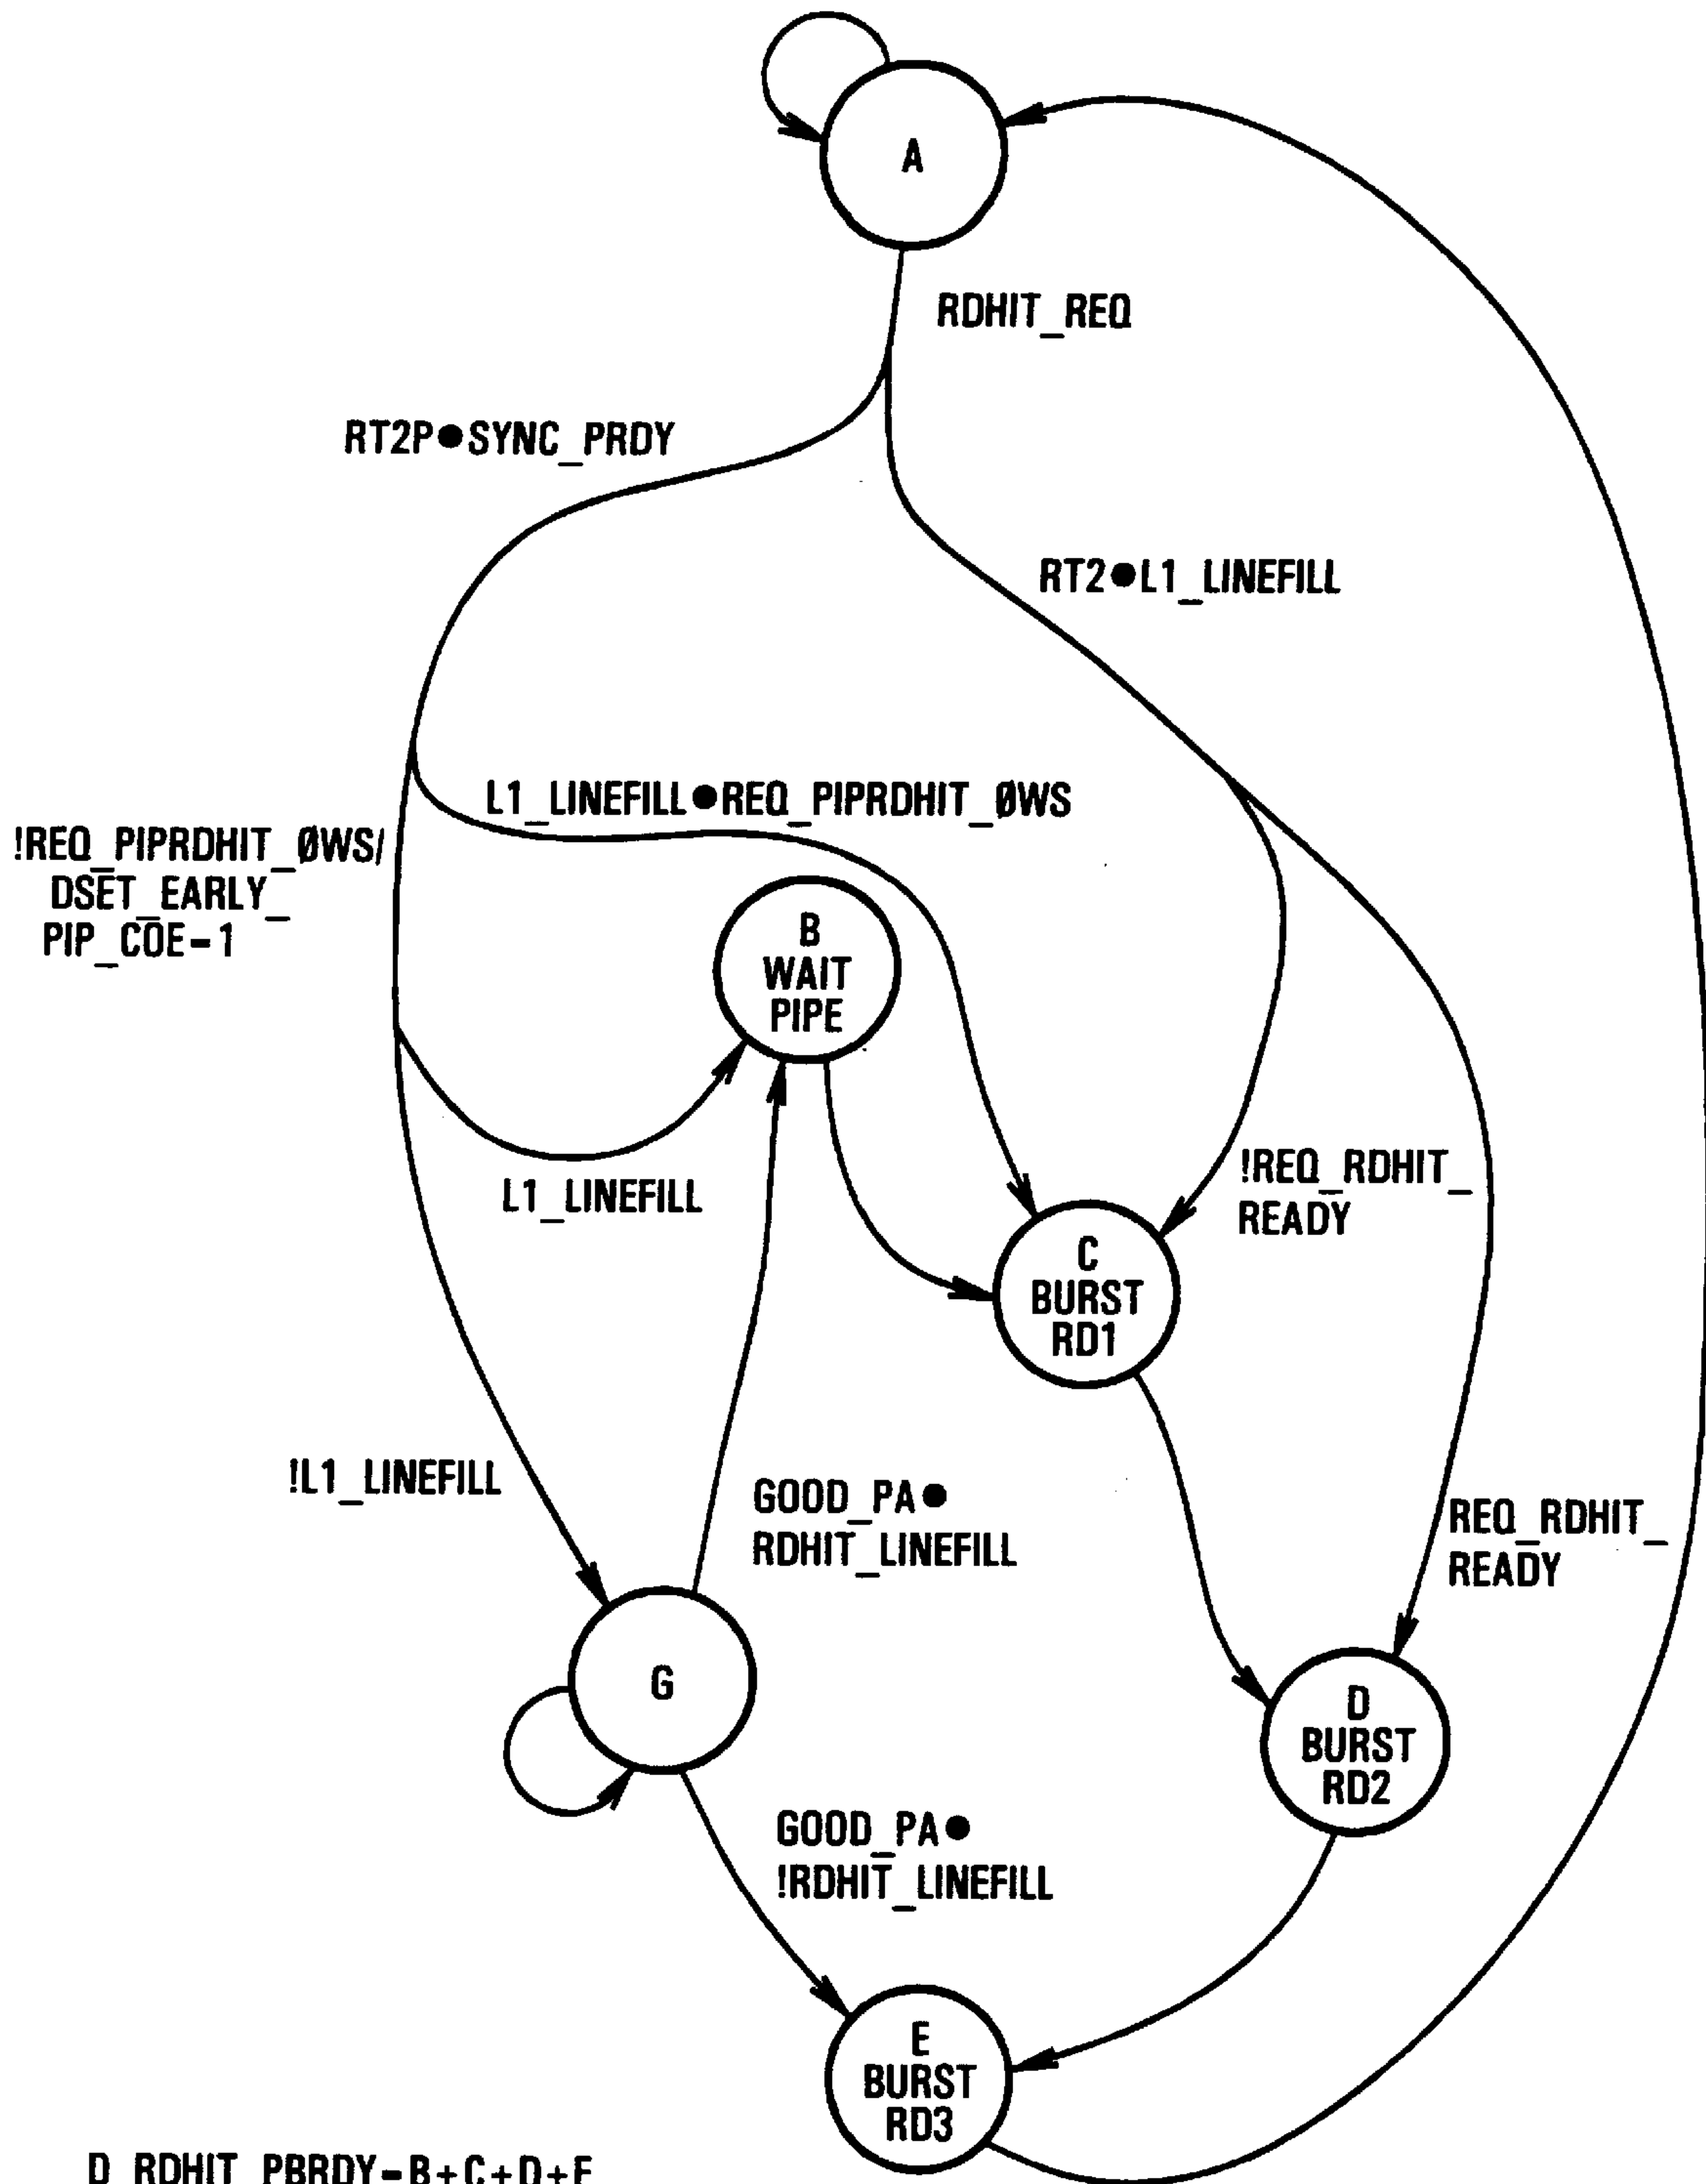 A
RDHIT_REQ
RT2P●SYNC_PRDY
RT2●L1_LINEFILL
L1_LINEFILL●REQ_PIPRDHIT_ØWS
!REQ_PIPRDHIT_ØWS/
DSET_EARLY_
PIP_COE=1
B
WAIT
PIPE
L1_LINEFILL
!REQ_RDHIT_
READY
C
BURST
RD1
!L1_LINEFILL
GOOD_PA●
RDHIT_LINEFILL
REQ_RDHIT_
READY
G
D
BURST
RD2
GOOD_PA●
!RDHIT_LINEFILL
E
BURST
RD3
D_RDHIT_PBRDY=B+C+D+E